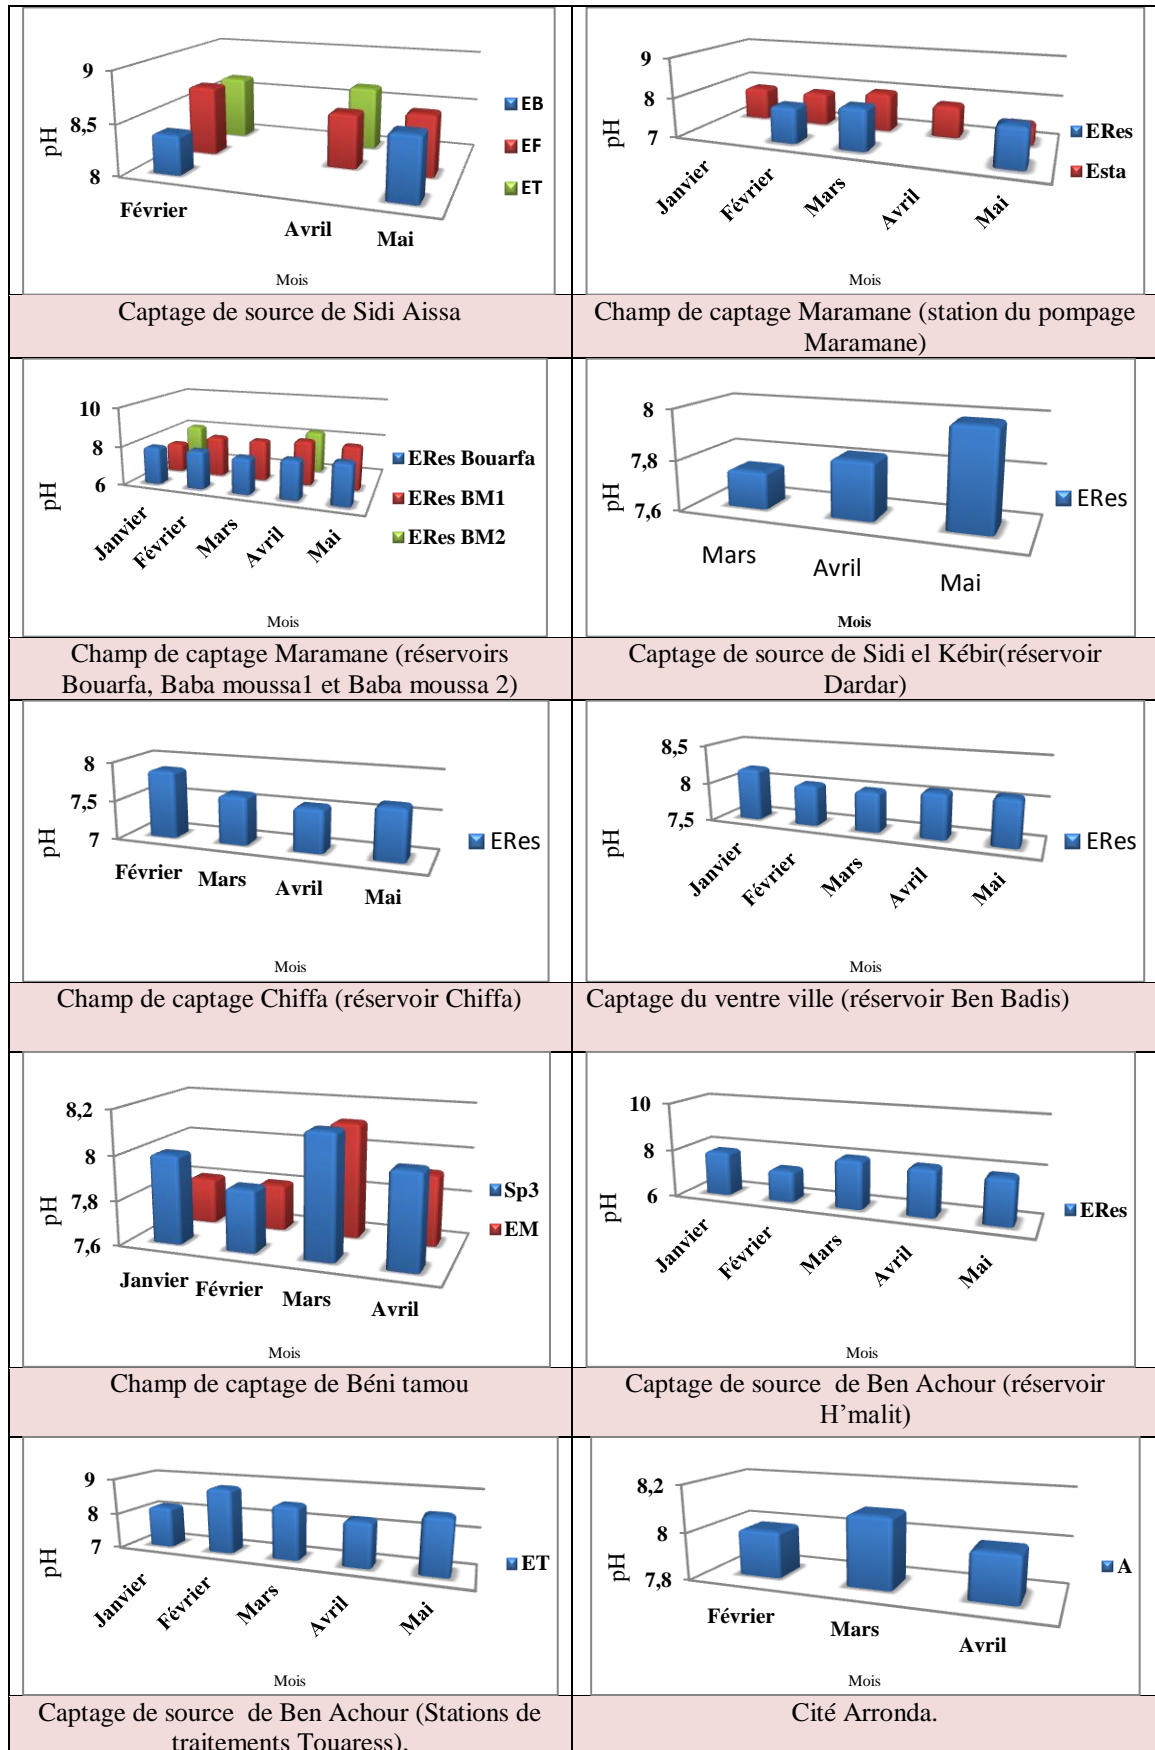 9
8,5
8
pH
Février
Avril
Mai
EB
EF
ET
Mois
Captage de source de Sidi Aissa
9
8
7
pH
Janvier
Février
Mars
Avril
Mai
ERes
Esta
Mois
Champ de captage Maramane (station du pompage
Maramane)
10
8
6
pH
Janvier
Février
Mars
Avril
Mai
ERes Bouarfa
ERes BM1
ERes BM2
Mois
Champ de captage Maramane (réservoirs
Bouarfa, Baba moussa1 et Baba moussa 2)
8
7,8
7,6
pH
Mars
Avril
Mai
ERes
Mois
Captage de source de Sidi el Kébir(réservoir
Dardar)
8
7,5
7
pH
Février
Mars
Avril
Mai
ERes
Mois
Champ de captage Chiffa (réservoir Chiffa)
8,5
8
7,5
pH
Janvier
Février
Mars
Avril
Mai
ERes
Mois
Captage du ventre ville (réservoir Ben Badis)
8,2
8
7,8
7,6
pH
Janvier
Février
Mars
Avril
Sp3
EM
Mois
Champ de captage de Béni tamou
10
8
6
pH
Janvier
Février
Mars
Avril
Mai
ERes
Mois
Captage de source de Ben Achour (réservoir
H’malit)
9
8
7
pH
Janvier
Février
Mars
Avril
Mai
ET
Mois
Captage de source de Ben Achour (Stations de
traitements Touaress).
8,2
8
7,8
pH
Février
Mars
Avril
A
Mois
Cité Arronda.